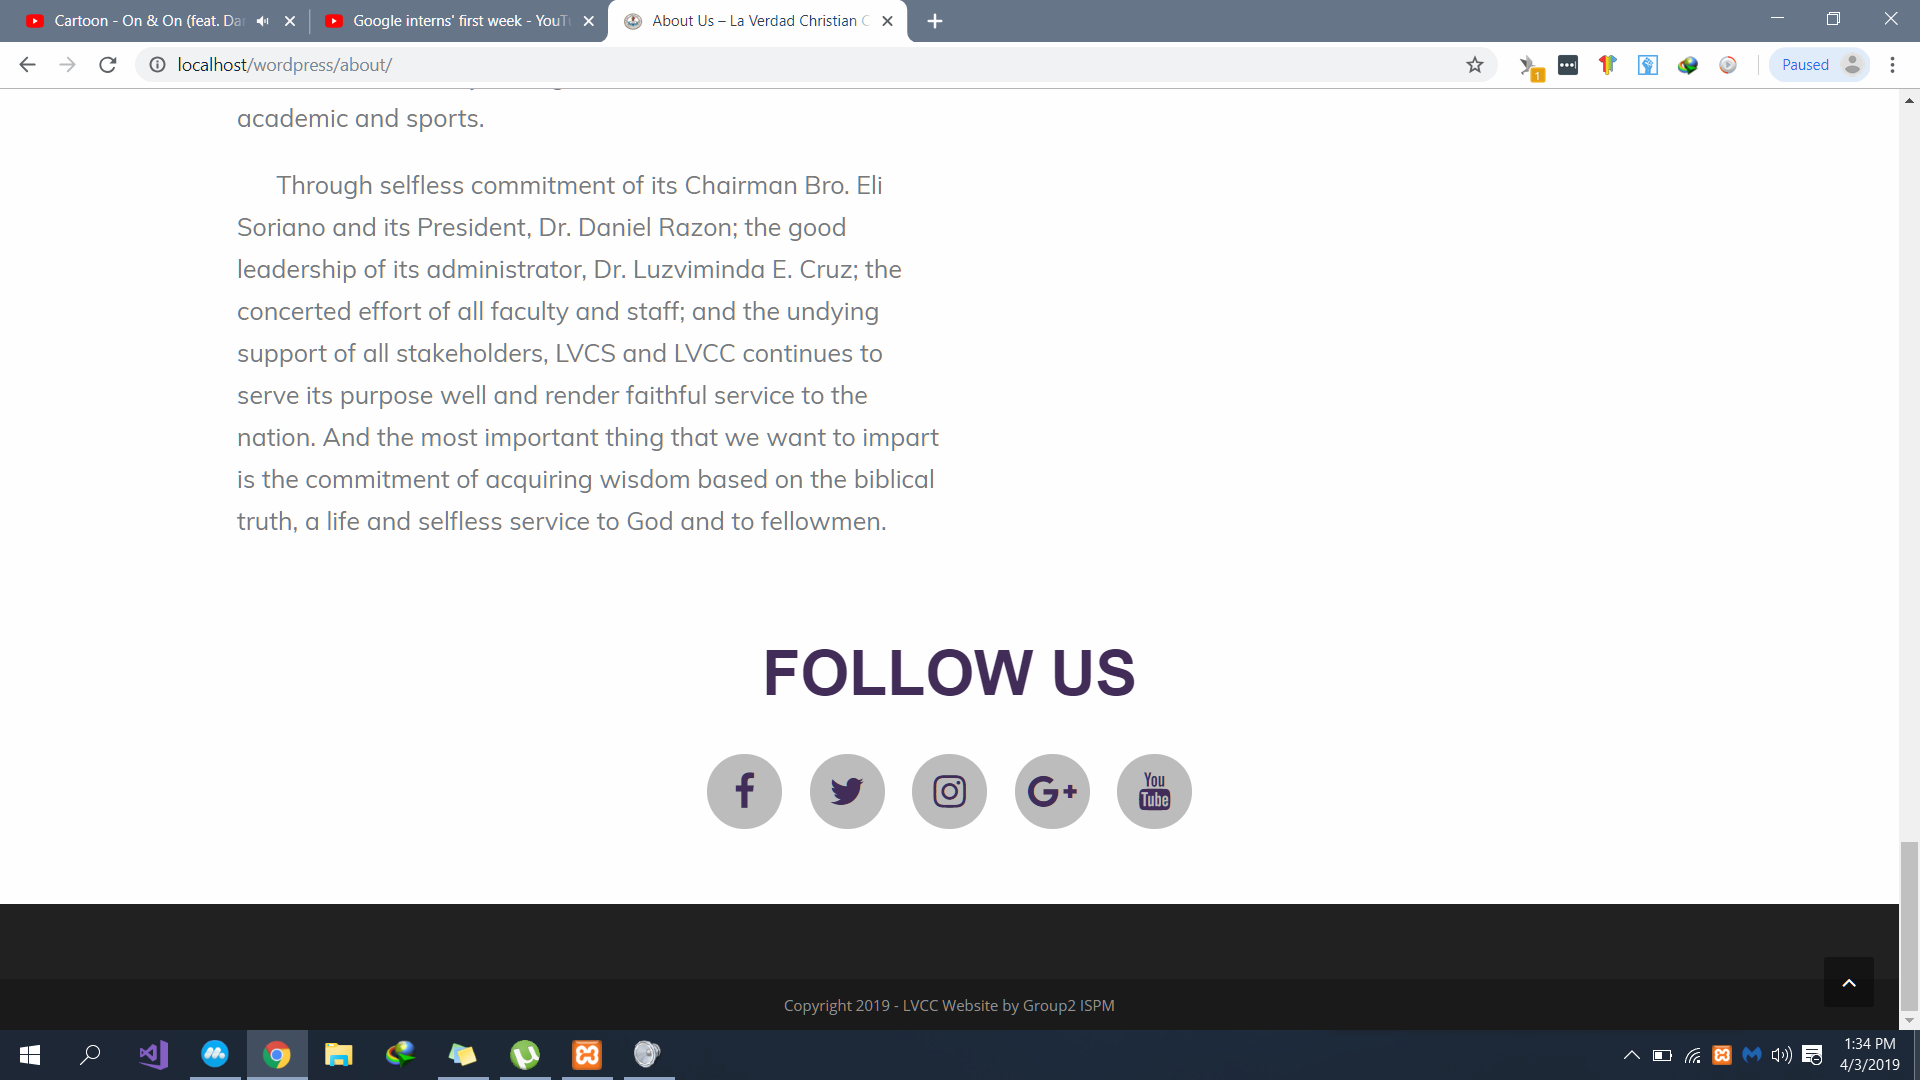 Cartoon - On & On (feat. Dan
Google interns' first week - YouTu
About Us – La Verdad Christian C
localhost/wordpress/about/
1
Paused
academic and sports.
Through selfless commitment of its Chairman Bro. Eli
Soriano and its President, Dr. Daniel Razon; the good
leadership of its administrator, Dr. Luzviminda E. Cruz; the
concerted effort of all faculty and staff; and the undying
support of all stakeholders, LVCS and LVCC continues to
serve its purpose well and render faithful service to the
nation. And the most important thing that we want to impart
is the commitment of acquiring wisdom based on the biblical
truth, a life and selfless service to God and to fellowmen.
FOLLOW US
You
Tube
Copyright 2019 - LVCC Website by Group2 ISPM
1:34 PM
4/3/2019